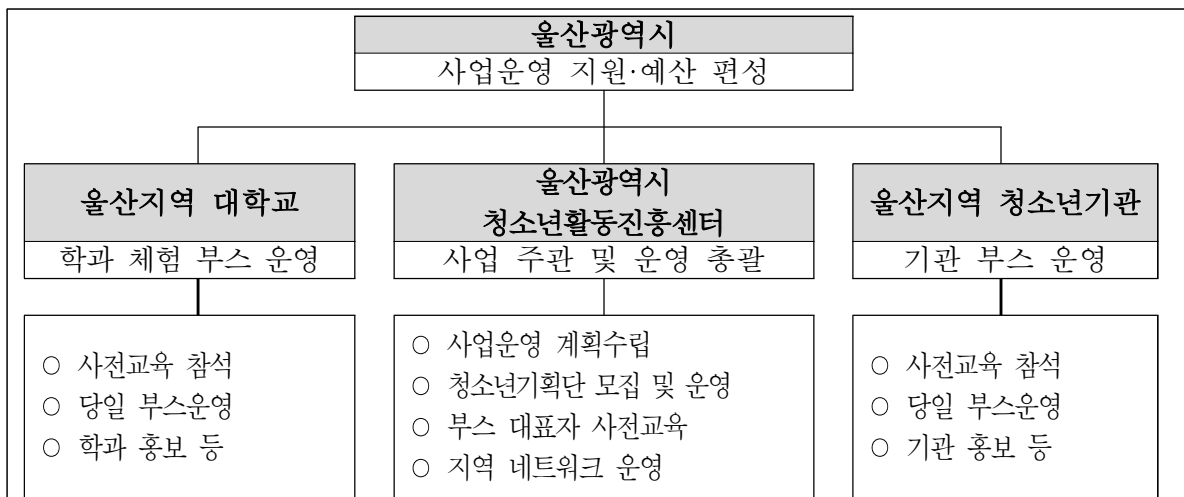 울산광역시
사업운영 지원·예산 편성
울산지역 대학교
학과 체험 부스 운영
○ 사전교육 참석
○ 당일 부스운영
○ 학과 홍보 등
울산광역시
청소년활동진흥센터
사업 주관 및 운영 총괄
○ 사업운영 계획수립
○ 청소년기획단 모집 및 운영
○ 부스 대표자 사전교육
○ 지역 네트워크 운영
울산지역 청소년기관
기관 부스 운영
○ 사전교육 참석
○ 당일 부스운영
○ 기관 홍보 등